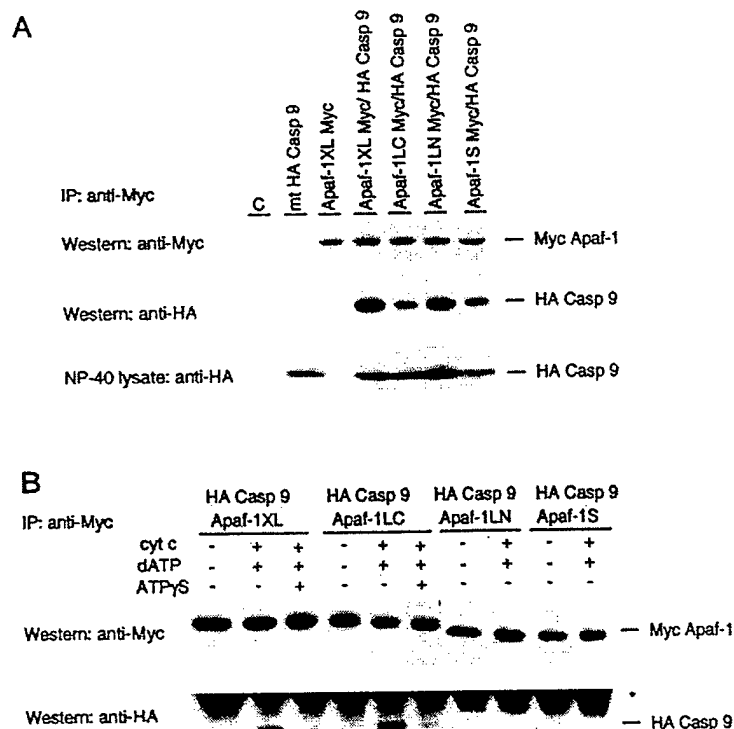 A
C
mt HA Casp 9
Apaf-1XL Myc
Apaf-1XL Myc/ HA Casp 9
Apaf-1LC Myc/HA Casp 9
Apaf-1LN Myc/HA Casp 9
Apaf-1S Myc/HA Casp 9
IP: anti-Myc
Western: anti-Myc
Myc Apaf-1
Western: anti-HA
HA Casp 9
NP-40 lysate: anti-HA
HA Casp 9
B
HA Casp 9 HA Casp 9 HA Casp 9 HA Casp 9
IP: anti-Myc Apaf-1XL Apaf-1LC Apaf-1LN Apaf-1S
cyt c - + + - + + - + - +
dATP - + + - + + - + - +
ATPγS - - + - - + - - - -
Western: anti-Myc
Myc Apaf-1
*
Western: anti-HA
HA Casp 9